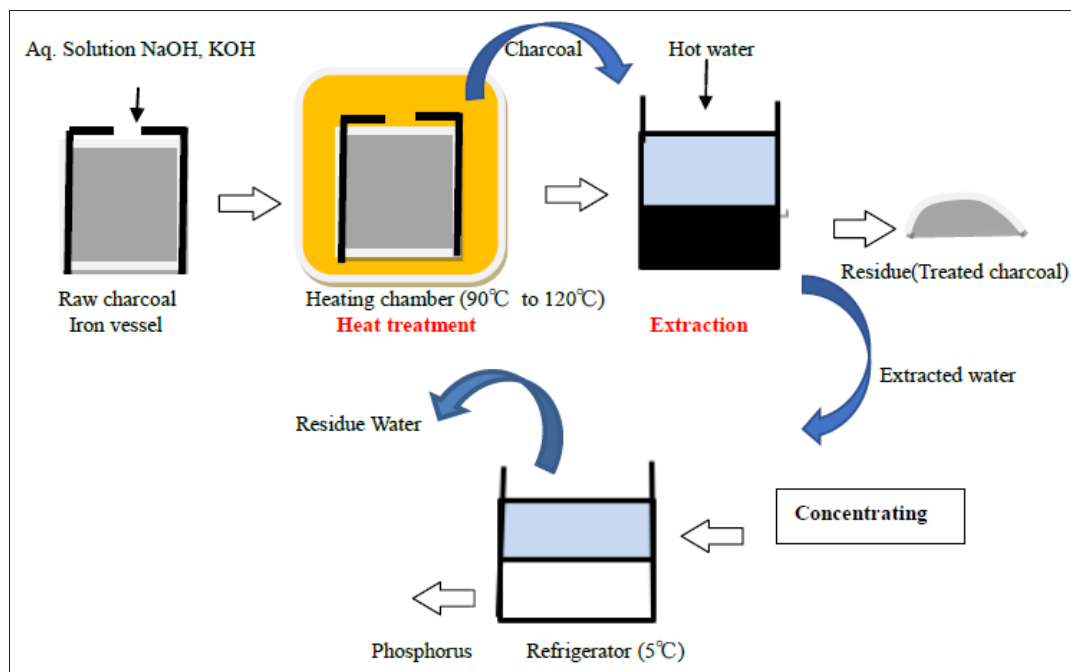 Aq. Solution NaOH, KOH
Charcoal
Hot water
Raw charcoal
Iron vessel
Heating chamber (90℃ to 120℃)
Heat treatment
Extraction
Residue(Treated charcoal)
Extracted water
Residue Water
Concentrating
Phosphorus
Refrigerator (5℃)